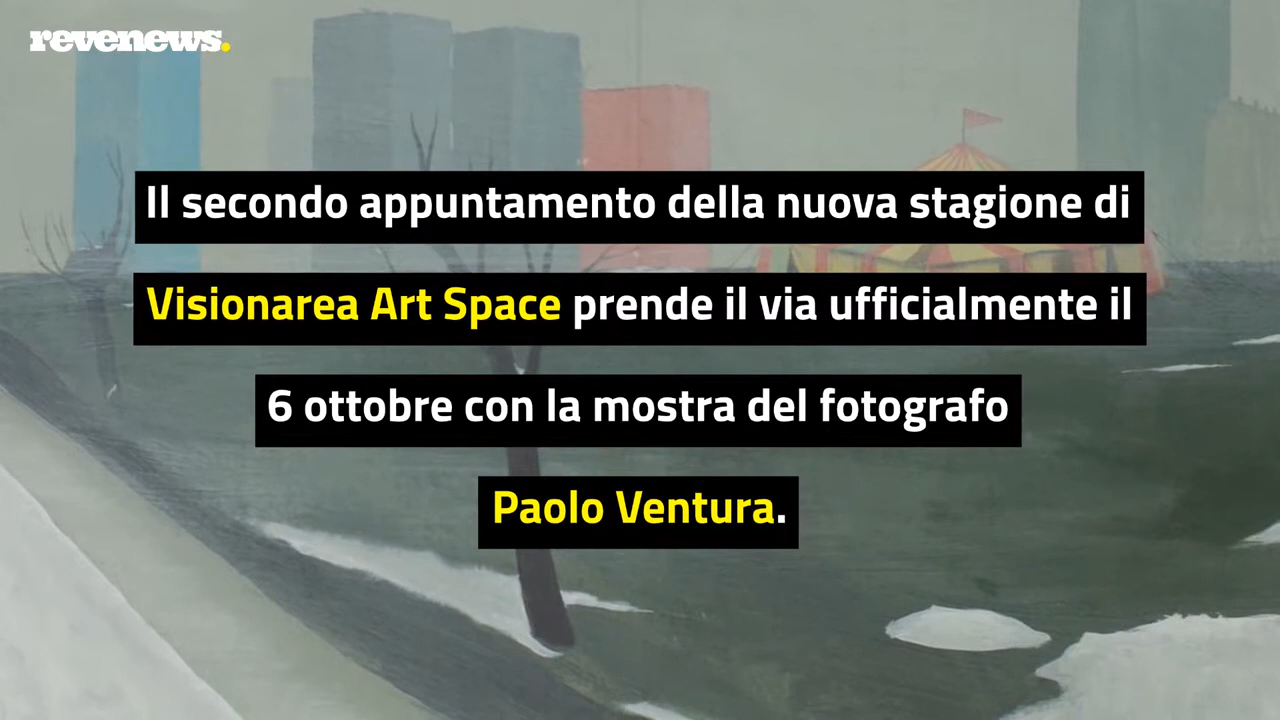 revenews.
Il secondo appuntamento della nuova stagione di
Visionarea Art Space prende il via ufficialmente il
6 ottobre con la mostra del fotografo
Paolo Ventura.